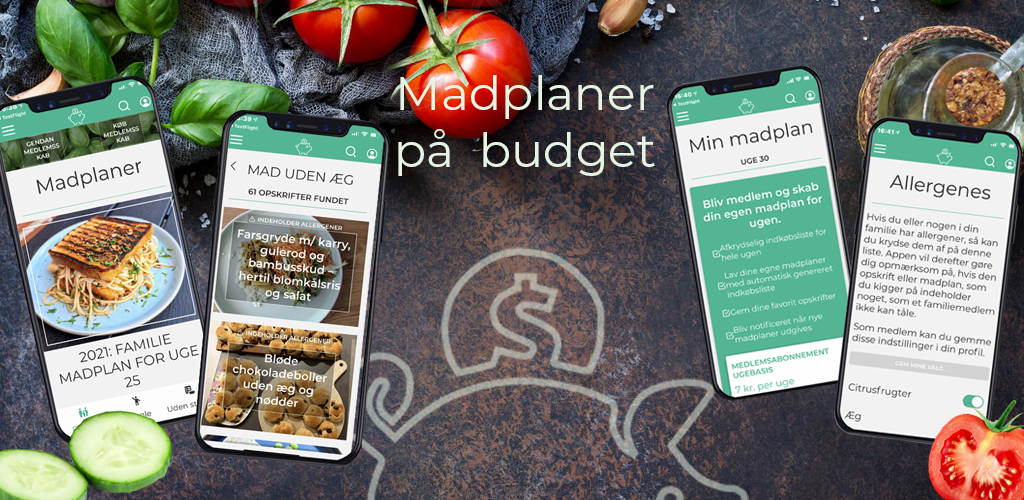 Madplaner
på budget
TestFlight
GENDAN
MEDLEMSS
KAB
KØB
MEDLEMSS
KAB
Madplaner
2021: FAMILIE
MADPLAN FOR UGE
25
Uden
TestFlight
MAD UDEN ÆG
61 OPSKRIFTER FUNDET
INDEHOLDER ALLERGENER
Farsgryde m/ karry,
gulerod og
bambusskud –
hertil blomkålsris
og salat
INDEHOLDER ALLERGENER
Bløde
chokoladeboller
uden æg og
nødder
16:40
TestFlight
Min madplan
UGE 30
Bliv medlem og skab
din egen madplan for
ugen.
Afkrydselig indkøbsliste for
hele ugen
Lav dine egne madplaner
med automatisk genereret
indkøbsliste
Gem dine favorit opskrifter
Bliv notificeret når nye
madplaner udgives
MEDLEMSABONNEMENT
UGEBASIS
7 kr. per uge
16:41
Allergenes
Hvis du eller nogen i din
familie har allergener, så kan
du krydse dem af på denne
liste. Appen vil derefter gøre
dig opmærksom på, hvis den
opskrift eller madplan, som
du kigger på indeholder
noget, som et familiemedlem
ikke kan tåle.
Som medlem kan du gemme
disse indstillinger i din profil.
GEM MINE VALG
Citrusfrugter
Æg